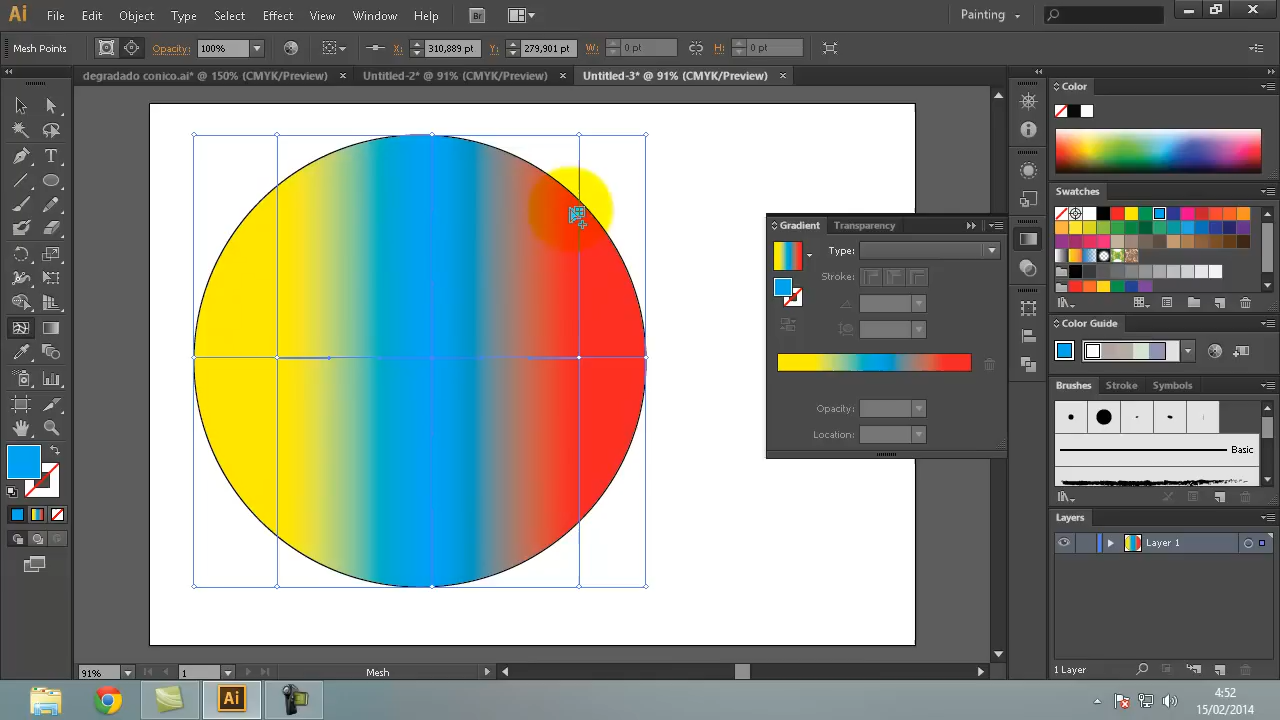 Ai File Edit Object Type Select Effect View Window Help Br Painting
Mesh Points Opacity: 100% X: 310,889 pt Y: 279,901 pt W: 0 pt H: 0 pt
degradado conico.ai* @ 150% (CMYK/Preview) Untitled-2* @ 91% (CMYK/Preview) Untitled-3* @ 91% (CMYK/Preview)
Color
Swatches
Gradient Transparency
Type:
Stroke:
Opacity:
Location:
Color Guide
Brushes Stroke Symbols
Basic
Layers
Layer 1
1 Layer
91% 1 Mesh
Ai
4:52
15/02/2014